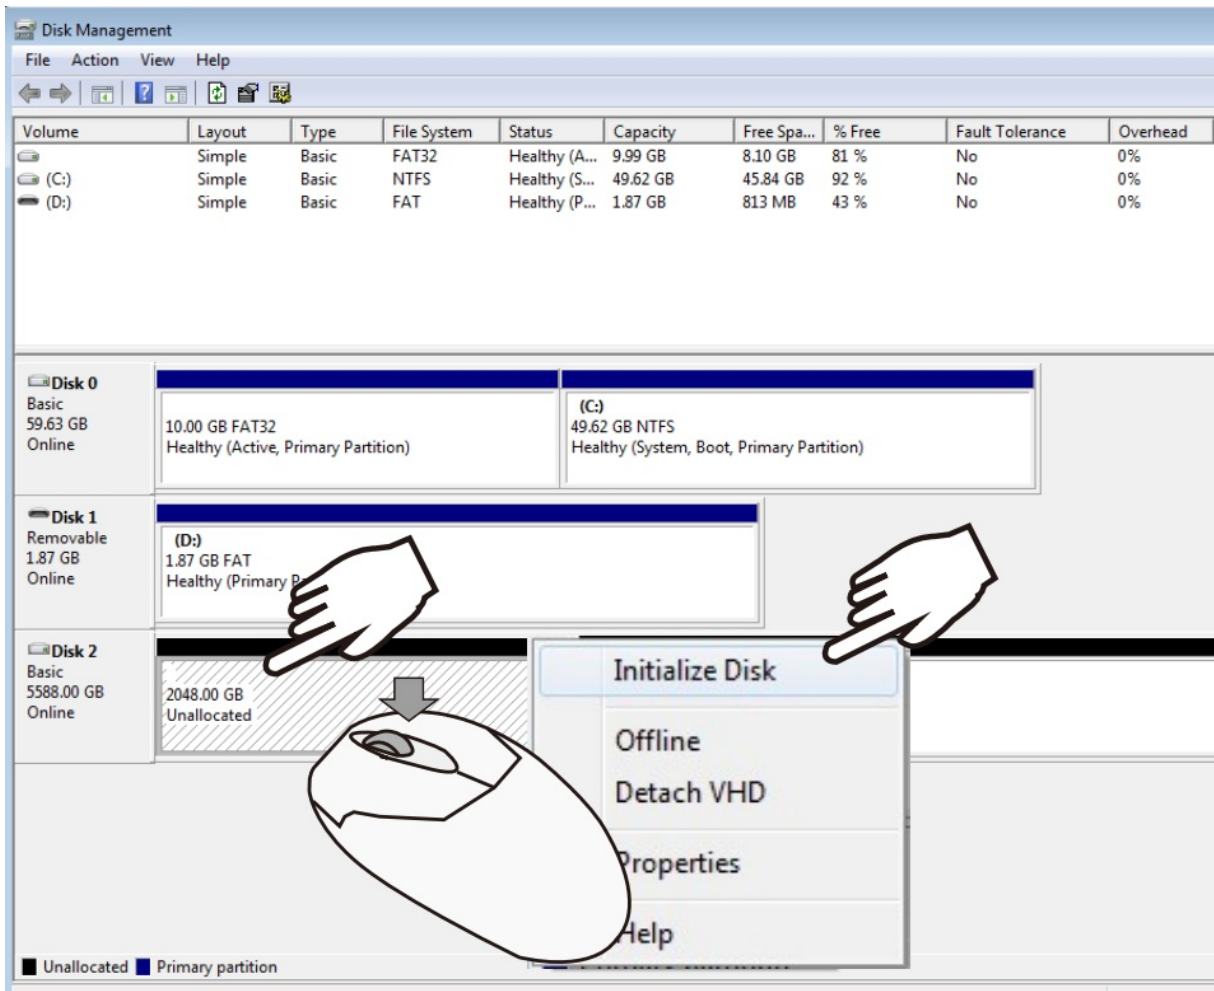 Disk Management
File Action View Help
Volume Layout Type File System Status Capacity Free Spa... % Free Fault Tolerance Overhead
Simple Basic FAT32 Healthy (A... 9.99 GB 8.10 GB 81 % No 0%
(C:) Simple Basic NTFS Healthy (S... 49.62 GB 45.84 GB 92 % No 0%
(D:) Simple Basic FAT Healthy (P... 1.87 GB 813 MB 43 % No 0%
Disk 0
Basic
59.63 GB
Online
10.00 GB FAT32
Healthy (Active, Primary Partition)
(C:)
49.62 GB NTFS
Healthy (System, Boot, Primary Partition)
Disk 1
Removable
1.87 GB
Online
(D:)
1.87 GB FAT
Healthy (Primary
Disk 2
Basic
5588.00 GB
Online
2048.00 GB
Unallocated
Initialize Disk
Offline
Detach VHD
Properties
Help
Unallocated Primary partition